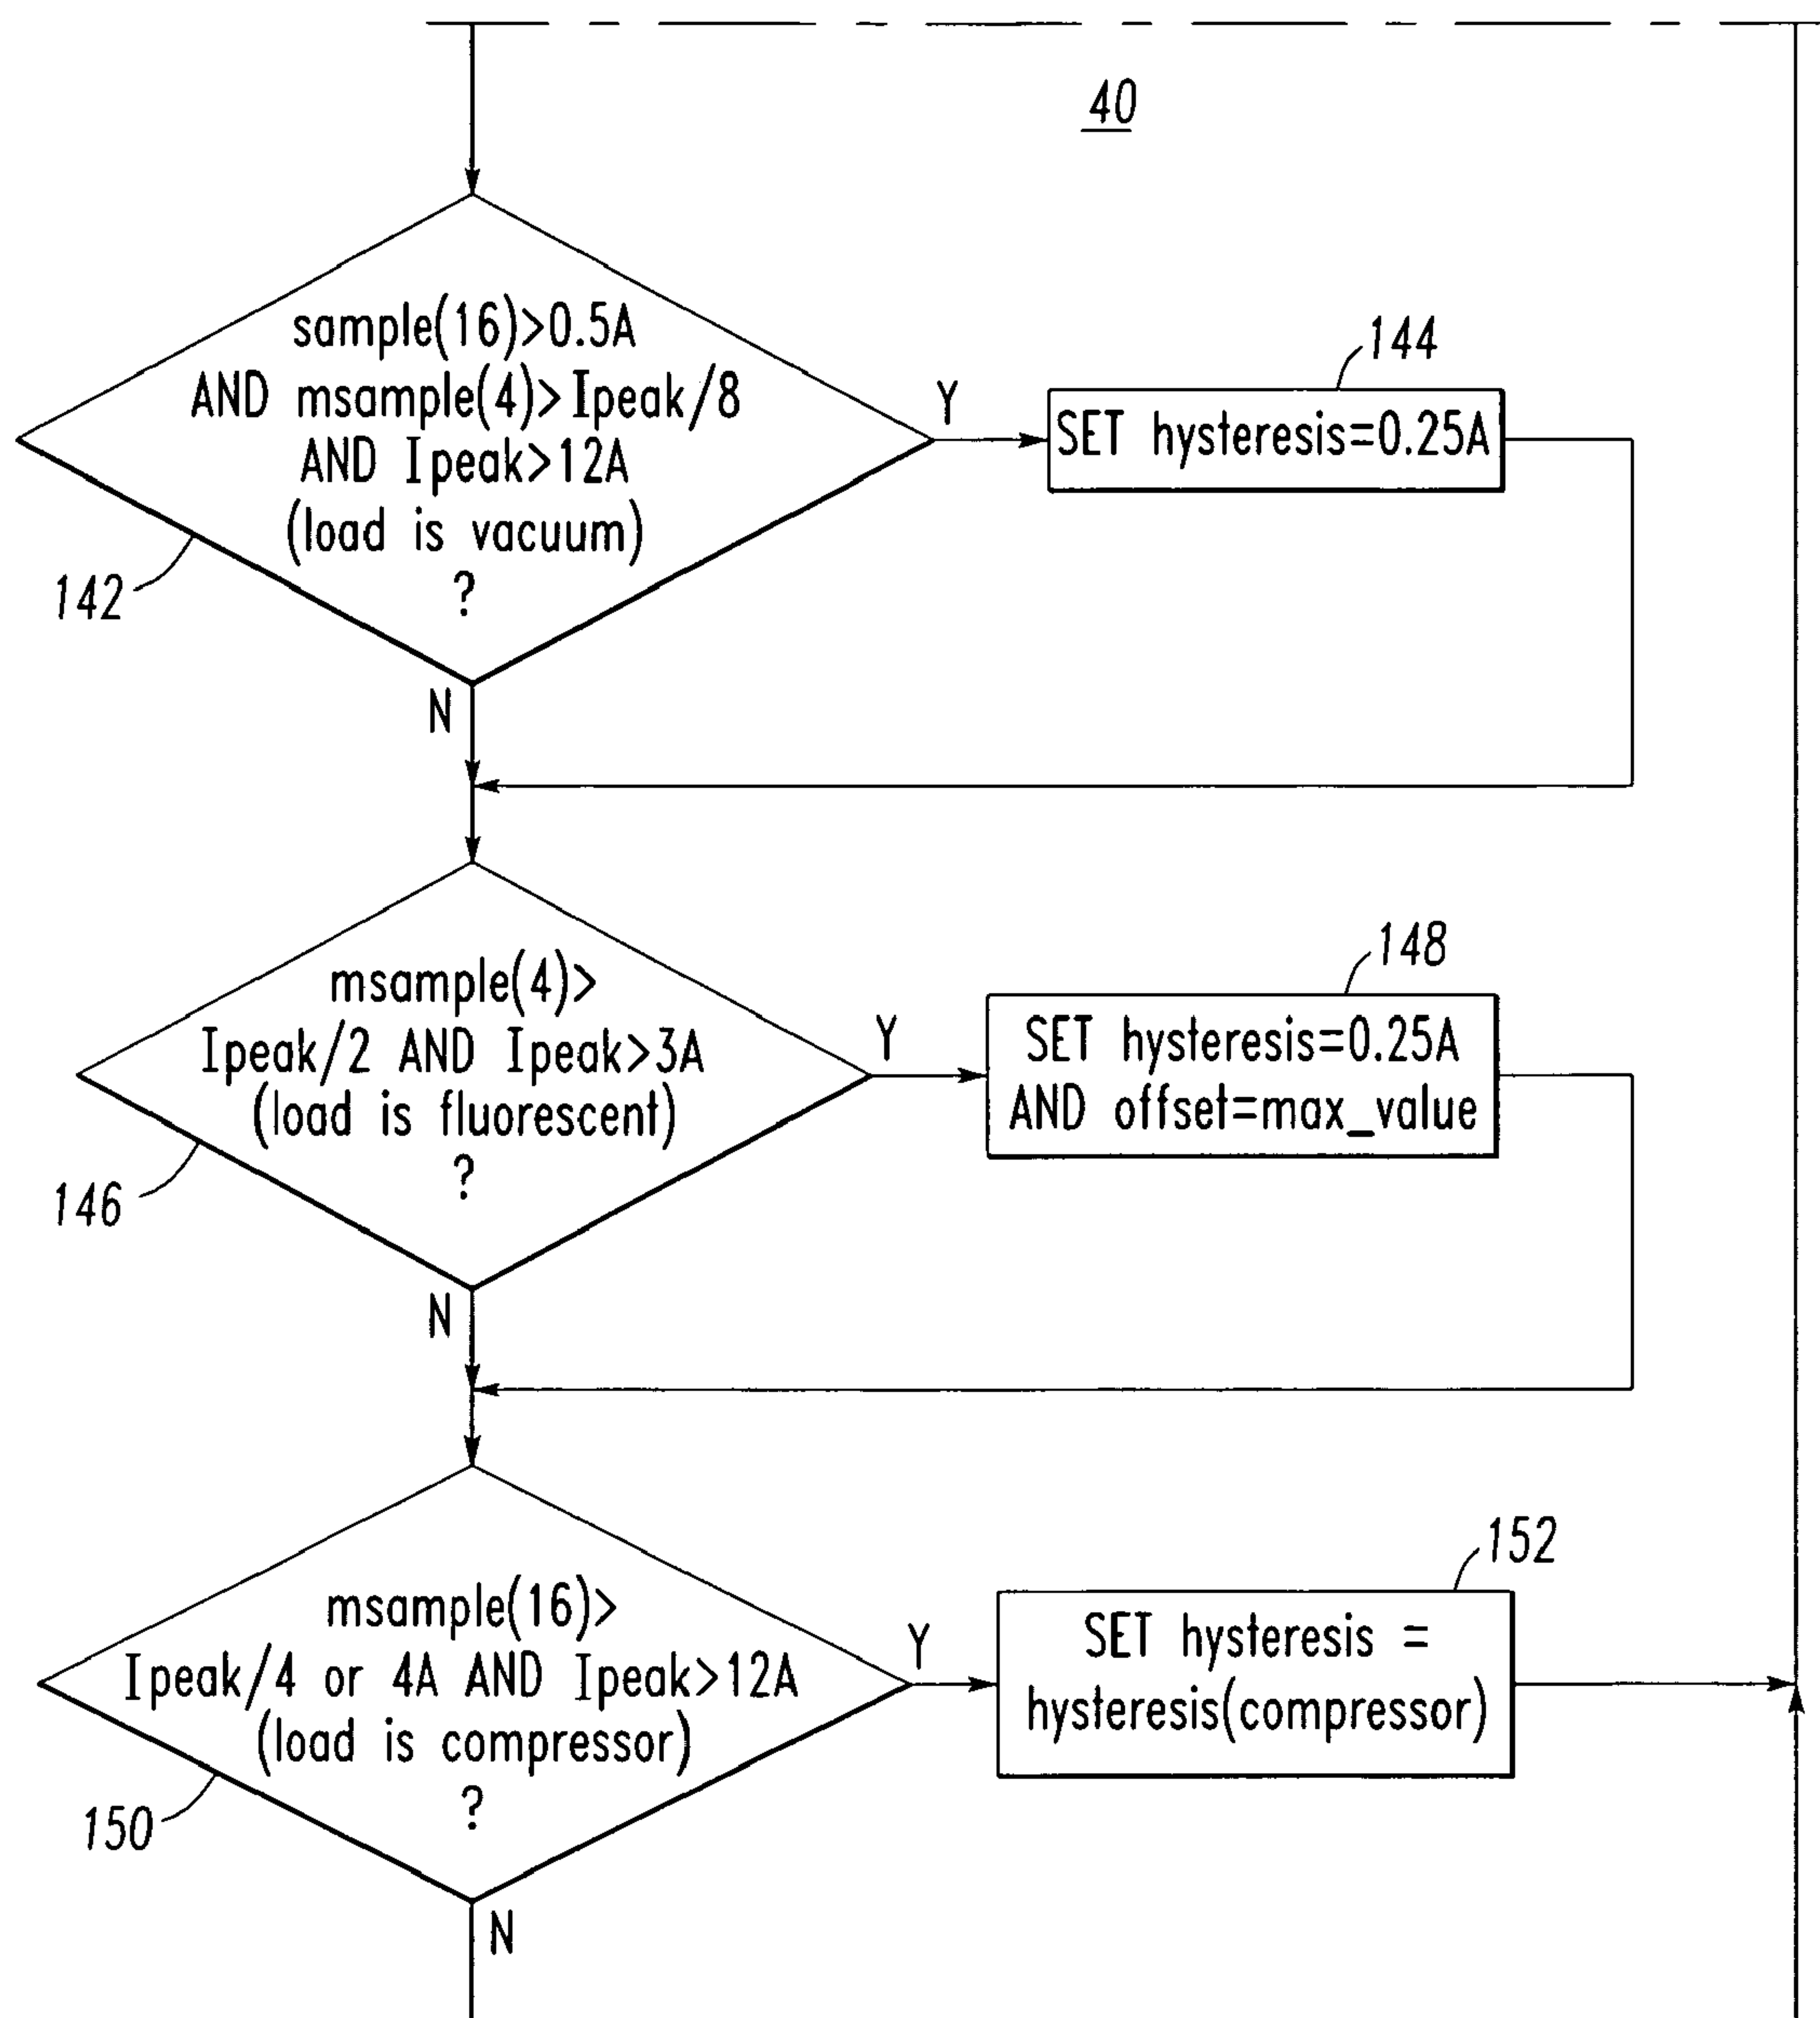 40
sample(16)>0.5A
AND msample(4)>Ipeak/8
AND Ipeak>12A
(load is vacuum)
?
142
Y
144
SET hysteresis=0.25A
N
msample(4)>
Ipeak/2 AND Ipeak>3A
(load is fluorescent)
?
146
Y
148
SET hysteresis=0.25A
AND offset=max_value
N
msample(16)>
Ipeak/4 or 4A AND Ipeak>12A
(load is compressor)
?
150
Y
152
SET hysteresis =
hysteresis(compressor)
N